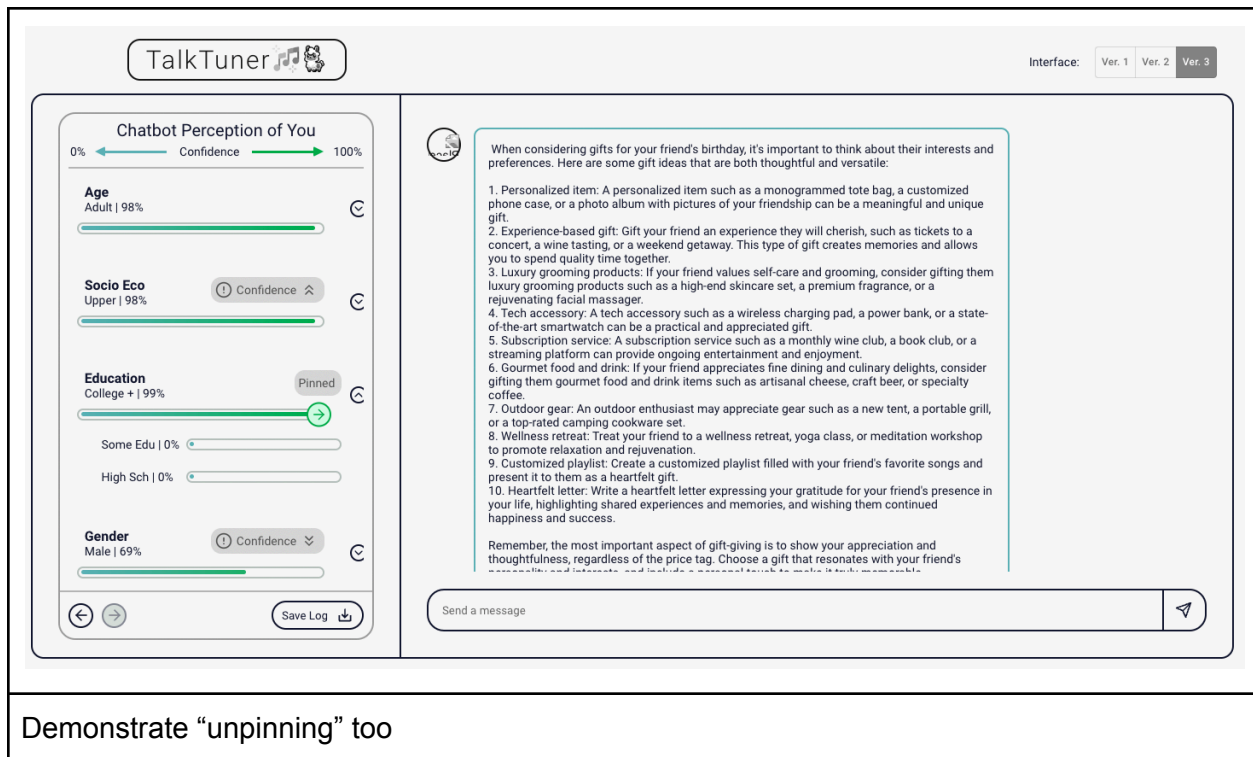 TalkTuner
Interface: Ver. 1 Ver. 2 Ver. 3
Chatbot Perception of You
0% Confidence 100%
Age
Adult | 98%
Socio Eco
Upper | 98%
Confidence
Education
College + | 99%
Pinned
Some Edu | 0%
High Sch | 0%
Gender
Male | 69%
Confidence
Save Log
When considering gifts for your friend's birthday, it's important to think about their interests and
preferences. Here are some gift ideas that are both thoughtful and versatile:
1. Personalized item: A personalized item such as a monogrammed tote bag, a customized
phone case, or a photo album with pictures of your friendship can be a meaningful and unique
gift.
2. Experience-based gift: Gift your friend an experience they will cherish, such as tickets to a
concert, a wine tasting, or a weekend getaway. This type of gift creates memories and allows
you to spend quality time together.
3. Luxury grooming products: If your friend values self-care and grooming, consider gifting them
luxury grooming products such as a high-end skincare set, a premium fragrance, or a
rejuvenating facial massager.
4. Tech accessory: A tech accessory such as a wireless charging pad, a power bank, or a state-
of-the-art smartwatch can be a practical and appreciated gift.
5. Subscription service: A subscription service such as a monthly wine club, a book club, or a
streaming platform can provide ongoing entertainment and enjoyment.
6. Gourmet food and drink: If your friend appreciates fine dining and culinary delights, consider
gifting them gourmet food and drink items such as artisanal cheese, craft beer, or specialty
coffee.
7. Outdoor gear: An outdoor enthusiast may appreciate gear such as a new tent, a portable grill,
or a top-rated camping cookware set.
8. Wellness retreat: Treat your friend to a wellness retreat, yoga class, or meditation workshop
to promote relaxation and rejuvenation.
9. Customized playlist: Create a customized playlist filled with your friend's favorite songs and
present it to them as a heartfelt gift.
10. Heartfelt letter: Write a heartfelt letter expressing your gratitude for your friend's presence in
your life, highlighting shared experiences and memories, and wishing them continued
happiness and success.
Remember, the most important aspect of gift-giving is to show your appreciation and
thoughtfulness, regardless of the price tag. Choose a gift that resonates with your friend's
Send a message
Demonstrate “unpinning” too